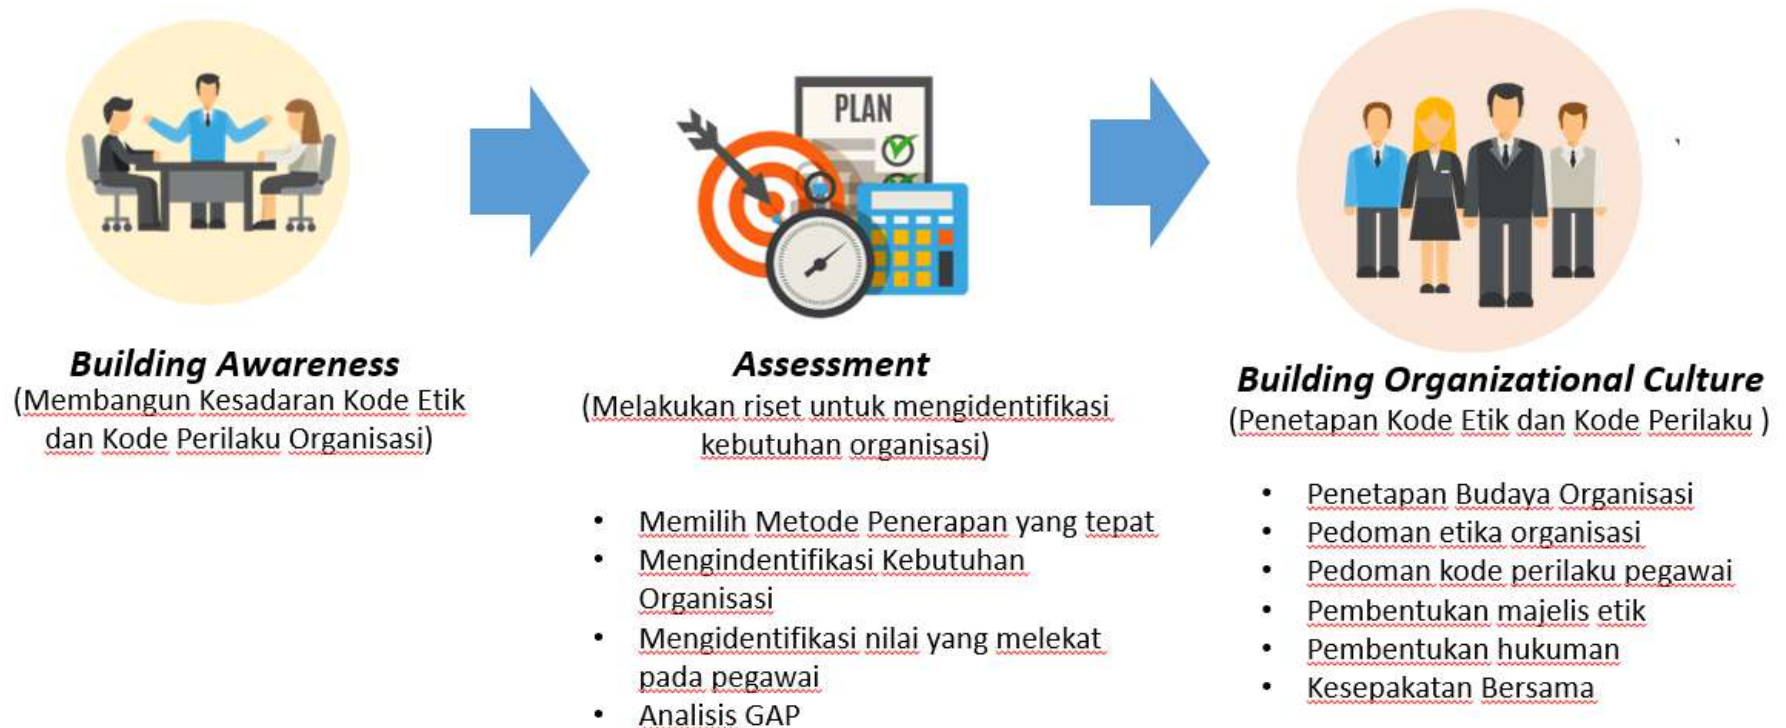 PLAN
Building Awareness
(Membangun Kesadaran Kode Etik
dan Kode Perilaku Organisasi)
Assessment
(Melakukan riset untuk mengidentifikasi
kebutuhan organisasi)
• Memilih Metode Penerapan yang tepat
• Mengindentifikasi Kebutuhan
Organisasi
• Mengidentifikasi nilai yang melekat
pada pegawai
• Analisis GAP
Building Organizational Culture
(Penetapan Kode Etik dan Kode Perilaku )
• Penetapan Budaya Organisasi
• Pedoman etika organisasi
• Pedoman kode perilaku pegawai
• Pembentukan majelis etik
• Pembentukan hukuman
• Kesepakatan Bersama